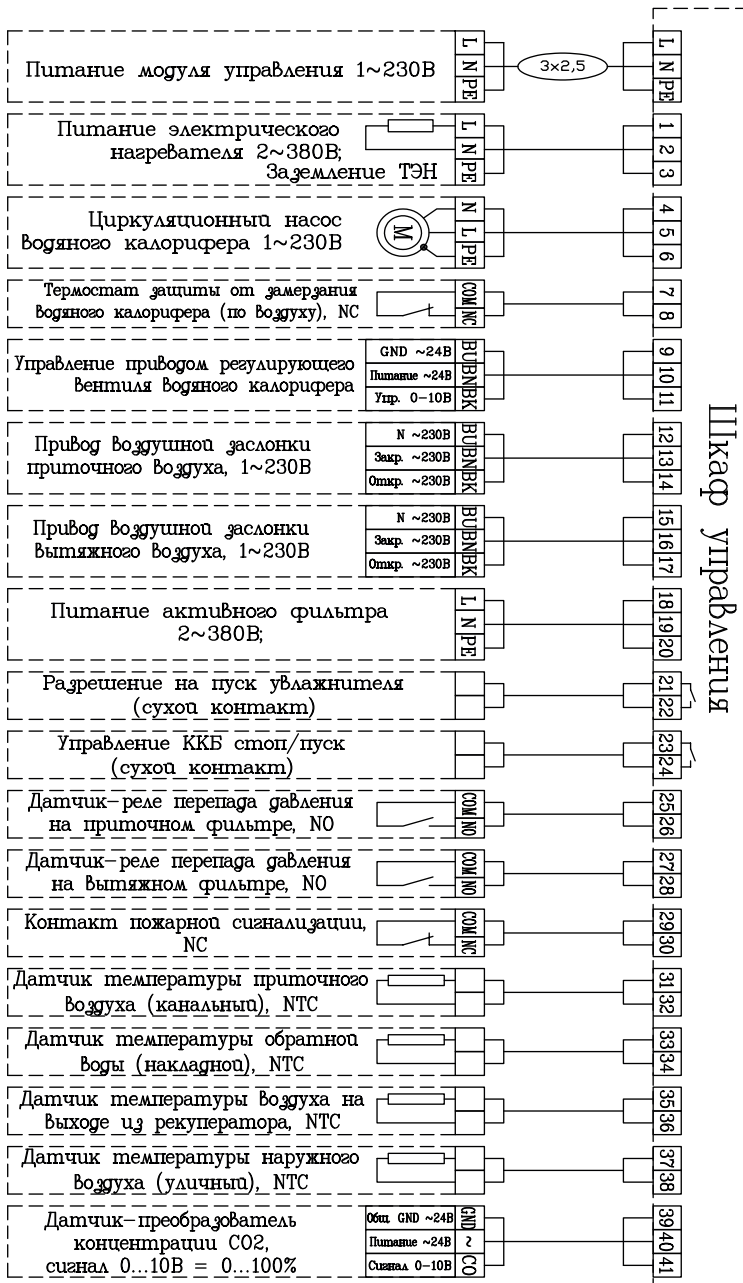 Питание модуля управления 1~230В
L
N
PE
3x2,5
L
N
PE
Питание электрического
нагревателя 2~380В;
Заземление ТЭН
L
N
PE
1
2
3
Циркуляционный насос
водяного калорифера 1~230В
M
N
L
PE
4
5
6
Термостат защиты от замерзания
водяного калорифера (по воздуху), NC
COM
NC
7
8
Управление приводом регулирующего
вентиля водяного калорифера
GND ~24В
Питание ~24В
Упр. 0-10В
BU
BN
BK
9
10
11
Привод воздушной заслонки
приточного воздуха, 1~230В
N ~230В
Закр. ~230В
Откр. ~230В
BU
BN
BK
12
13
14
Привод воздушной заслонки
вытяжного воздуха, 1~230В
N ~230В
Закр. ~230В
Откр. ~230В
BU
BN
BK
15
16
17
Питание активного фильтра
2~380В;
L
N
PE
18
19
20
Разрешение на пуск увлажнителя
(сухой контакт)
21
22
Управление ККБ стоп/пуск
(сухой контакт)
23
24
Датчик-реле перепада давления
на приточном фильтре, NO
COM
NO
25
26
Датчик-реле перепада давления
на вытяжном фильтре, NO
COM
NO
27
28
Контакт пожарной сигнализации,
NC
COM
NC
29
30
Датчик температуры приточного
воздуха (канальный), NTC
31
32
Датчик температуры обратной
воды (накладной), NTC
33
34
Датчик температуры воздуха на
выходе из рекуператора, NTC
35
36
Датчик температуры наружного
воздуха (уличный), NTC
37
38
Датчик-преобразователь
концентрации CO2,
сигнал 0...10В = 0...100%
Общ. GND ~24В
Питание ~24В
Сигнал 0-10В
GND
~
CO
39
40
41
Шкаф управления